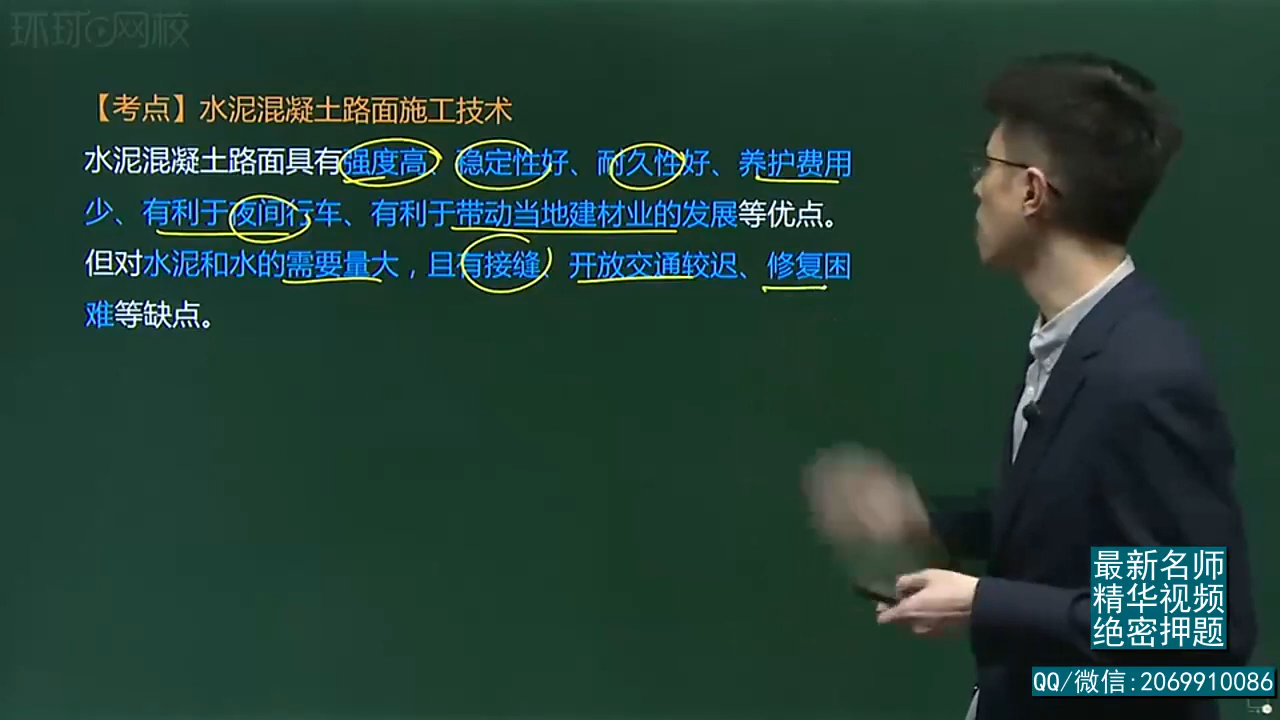 环球网校
【考点】水泥混凝土路面施工技术
水泥混凝土路面具有强度高、稳定性好、耐久性好、养护费用
少、有利于夜间行车、有利于带动当地建材业的发展等优点。
但对水泥和水的需要量大，且有接缝、开放交通较迟、修复困
难等缺点。
最新名师
精华视频
绝密押题
QQ/微信:2069910086